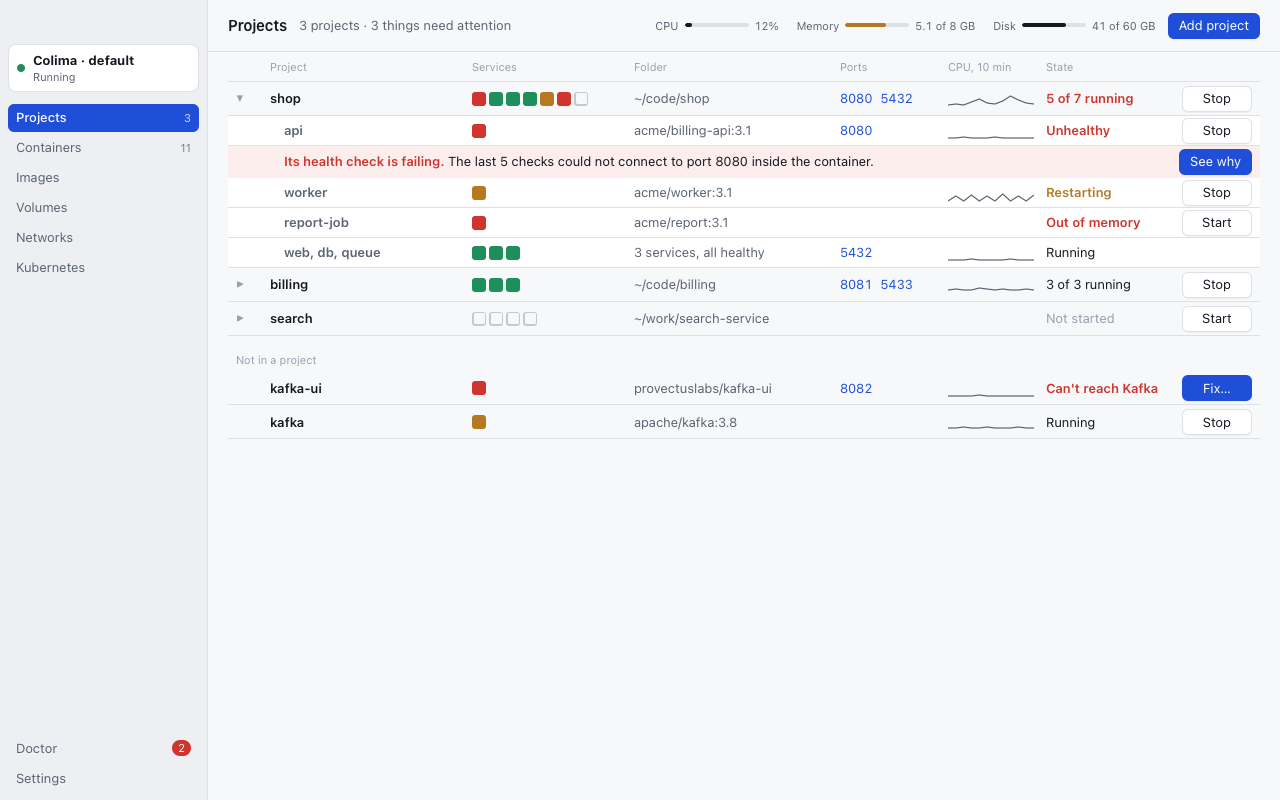 Projects 3 projects · 3 things need attention CPU 12% Memory 5.1 of 8 GB Disk 41 of 60 GB Add project
Colima · default
Running
Projects 3
Containers 11
Images
Volumes
Networks
Kubernetes
Doctor 2
Settings
Project Services Folder Ports CPU, 10 min State
shop ~/code/shop 8080 5432 5 of 7 running Stop
api acme/billing-api:3.1 8080 Unhealthy Stop
Its health check is failing. The last 5 checks could not connect to port 8080 inside the container. See why
worker acme/worker:3.1 Restarting Stop
report-job acme/report:3.1 Out of memory Start
web, db, queue 3 services, all healthy 5432 Running
billing ~/code/billing 8081 5433 3 of 3 running Stop
search ~/work/search-service Not started Start
Not in a project
kafka-ui provectuslabs/kafka-ui 8082 Can't reach Kafka Fix...
kafka apache/kafka:3.8 Running Stop